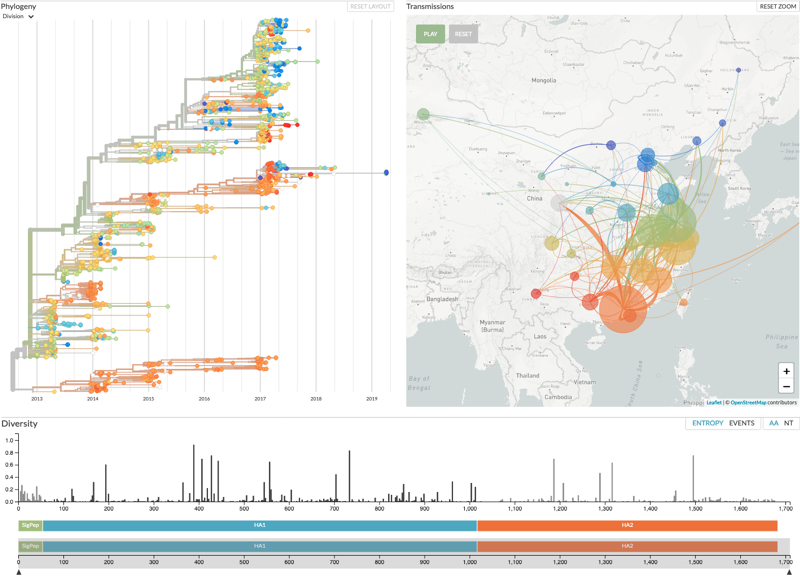 Phylogeny
RESET LAYOUT
Division
2013 2014 2015 2016 2017 2018 2019
Transmissions
RESET ZOOM
PLAY RESET
Mongolia
China
North Korea
South Korea
Bangladesh
Myanmar
(Burma)
Laos
Thailand
Vietnam
Cambodia
Bay of
Bengal
Philippine
Sea
+
−
Leaflet | © OpenStreetMap contributors
Diversity
ENTROPY EVENTS AA NT
1.0
0.8
0.6
0.4
0.2
0.0
0 100 200 300 400 500 600 700 800 900 1,000 1,100 1,200 1,300 1,400 1,500 1,600 1,700
SigPep HA1 HA2
SigPep HA1 HA2
0 100 200 300 400 500 600 700 800 900 1,000 1,100 1,200 1,300 1,400 1,500 1,600 1,700